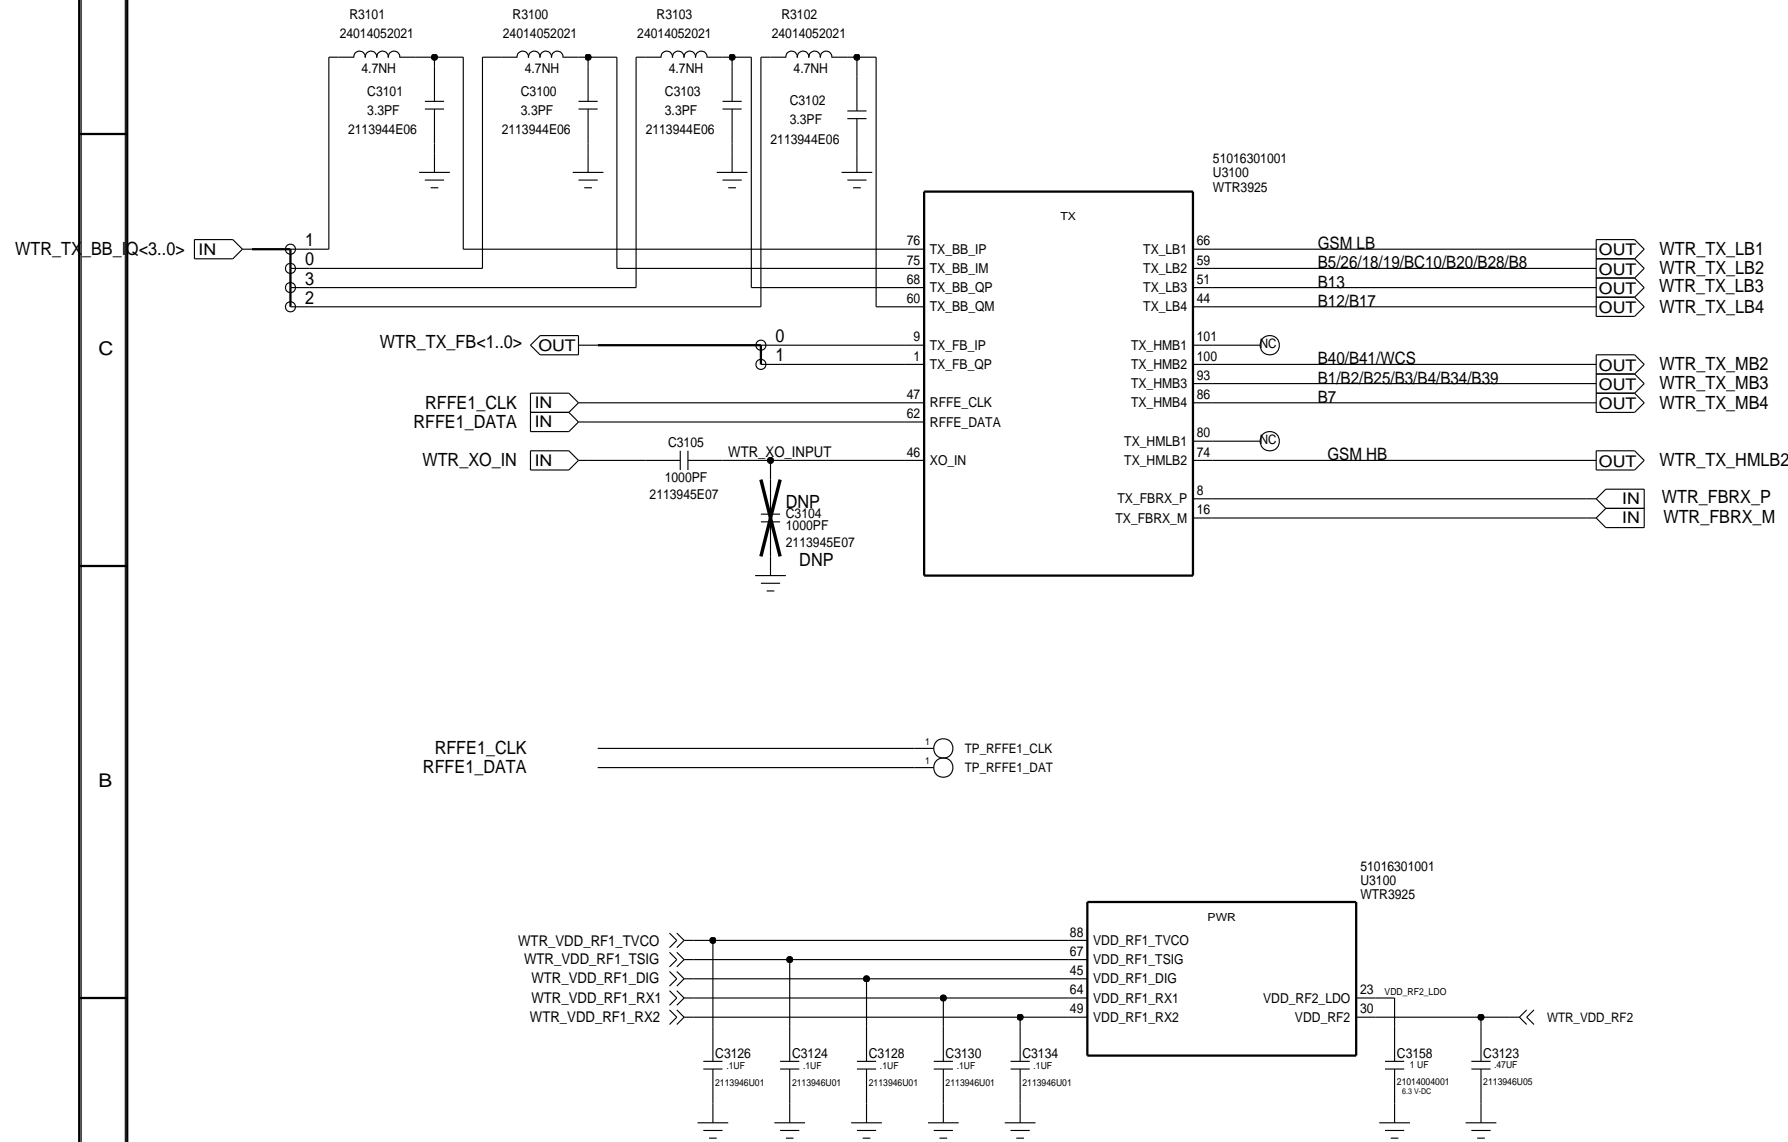 R3101
24014052021
4.7NH
C3101
3.3PF
2113944E06
R3100
24014052021
4.7NH
C3100
3.3PF
2113944E06
R3103
24014052021
4.7NH
C3103
3.3PF
2113944E06
R3102
24014052021
4.7NH
C3102
3.3PF
2113944E06
51016301001
U3100
WTR3925
TX
WTR_TX_BB_IQ<3..0> IN
1
0
3
2
76 TX_BB_IP
75 TX_BB_IM
68 TX_BB_QP
60 TX_BB_QM
WTR_TX_FB<1..0> OUT
0
1
9 TX_FB_IP
1 TX_FB_QP
RFFE1_CLK IN 47 RFFE_CLK
RFFE1_DATA IN 62 RFFE_DATA
WTR_XO_IN IN
C3105
1000PF
2113945E07
WTR_XO_INPUT
46 XO_IN
DNP
C3104
1000PF
2113945E07
DNP
TX_LB1 66 GSM LB OUT WTR_TX_LB1
TX_LB2 59 B5/26/18/19/BC10/B20/B28/B8 OUT WTR_TX_LB2
TX_LB3 51 B13 OUT WTR_TX_LB3
TX_LB4 44 B12/B17 OUT WTR_TX_LB4
TX_HMB1 101 NC
TX_HMB2 100 B40/B41/WCS OUT WTR_TX_MB2
TX_HMB3 93 B1/B2/B25/B3/B4/B34/B39 OUT WTR_TX_MB3
TX_HMB4 86 B7 OUT WTR_TX_MB4
TX_HMLB1 80 NC
TX_HMLB2 74 GSM HB OUT WTR_TX_HMLB2
TX_FBRX_P 8 IN WTR_FBRX_P
TX_FBRX_M 16 IN WTR_FBRX_M
C
RFFE1_CLK 1 TP_RFFE1_CLK
RFFE1_DATA 1 TP_RFFE1_DAT
B
51016301001
U3100
WTR3925
PWR
WTR_VDD_RF1_TVCO 88 VDD_RF1_TVCO
WTR_VDD_RF1_TSIG 67 VDD_RF1_TSIG
WTR_VDD_RF1_DIG 45 VDD_RF1_DIG
WTR_VDD_RF1_RX1 64 VDD_RF1_RX1
WTR_VDD_RF1_RX2 49 VDD_RF1_RX2
VDD_RF2_LDO 23 VDD_RF2_LDO
VDD_RF2 30 WTR_VDD_RF2
C3126
.1UF
2113946U01
C3124
.1UF
2113946U01
C3128
.1UF
2113946U01
C3130
.1UF
2113946U01
C3134
.1UF
2113946U01
C3158
1 UF
21014004001
6.3 V-DC
C3123
.47UF
2113946U05